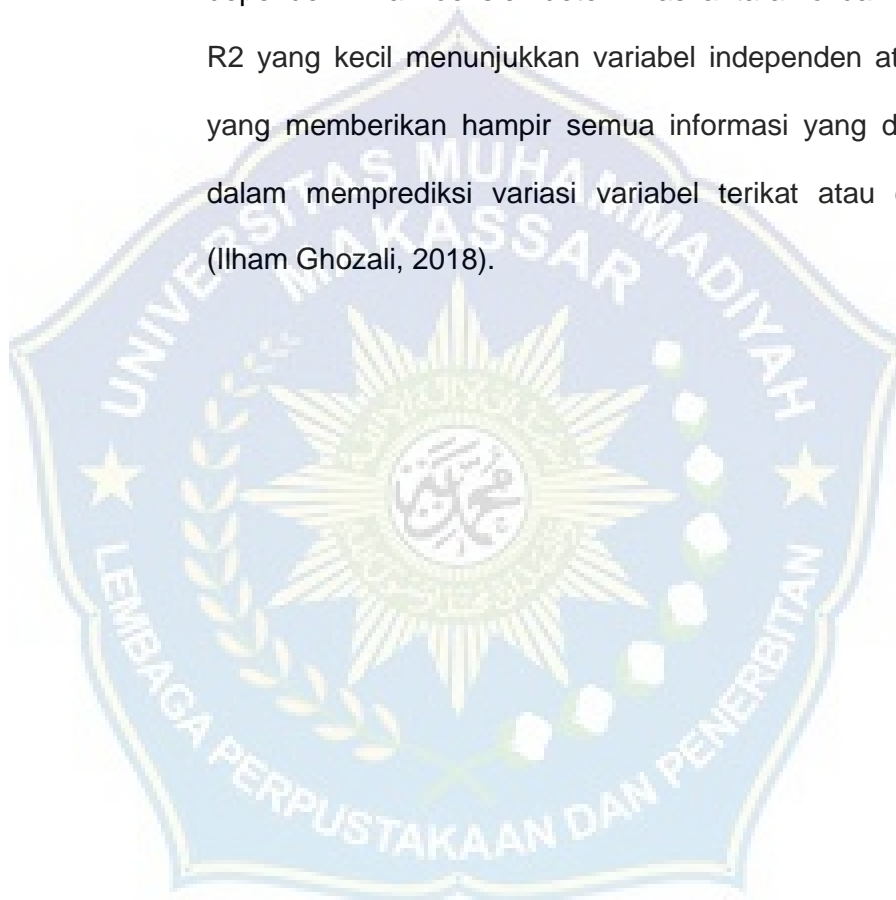 R2 yang kecil menunjukkan variabel independen
yang memberikan hampir semua informasi yang
dalam memprediksi variasi variabel terikat atau
(Ilham Ghozali, 2018).
UNIVERSITAS MUHAMMADIYAH
MAKASSAR
LEMBAGA PERPUSTAKAAN DAN PENERBITAN